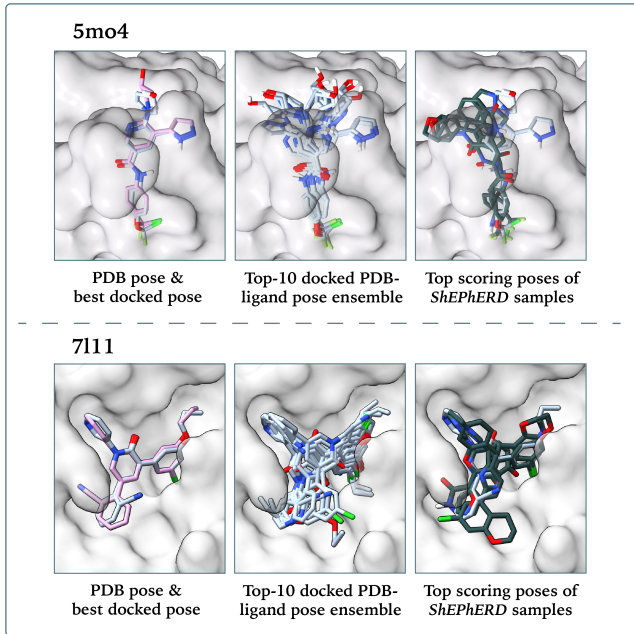 5mo4
PDB pose &
best docked pose
Top-10 docked PDB-
ligand pose ensemble
Top scoring poses of
ShEPhERD samples
7l11
PDB pose &
best docked pose
Top-10 docked PDB-
ligand pose ensemble
Top scoring poses of
ShEPhERD samples